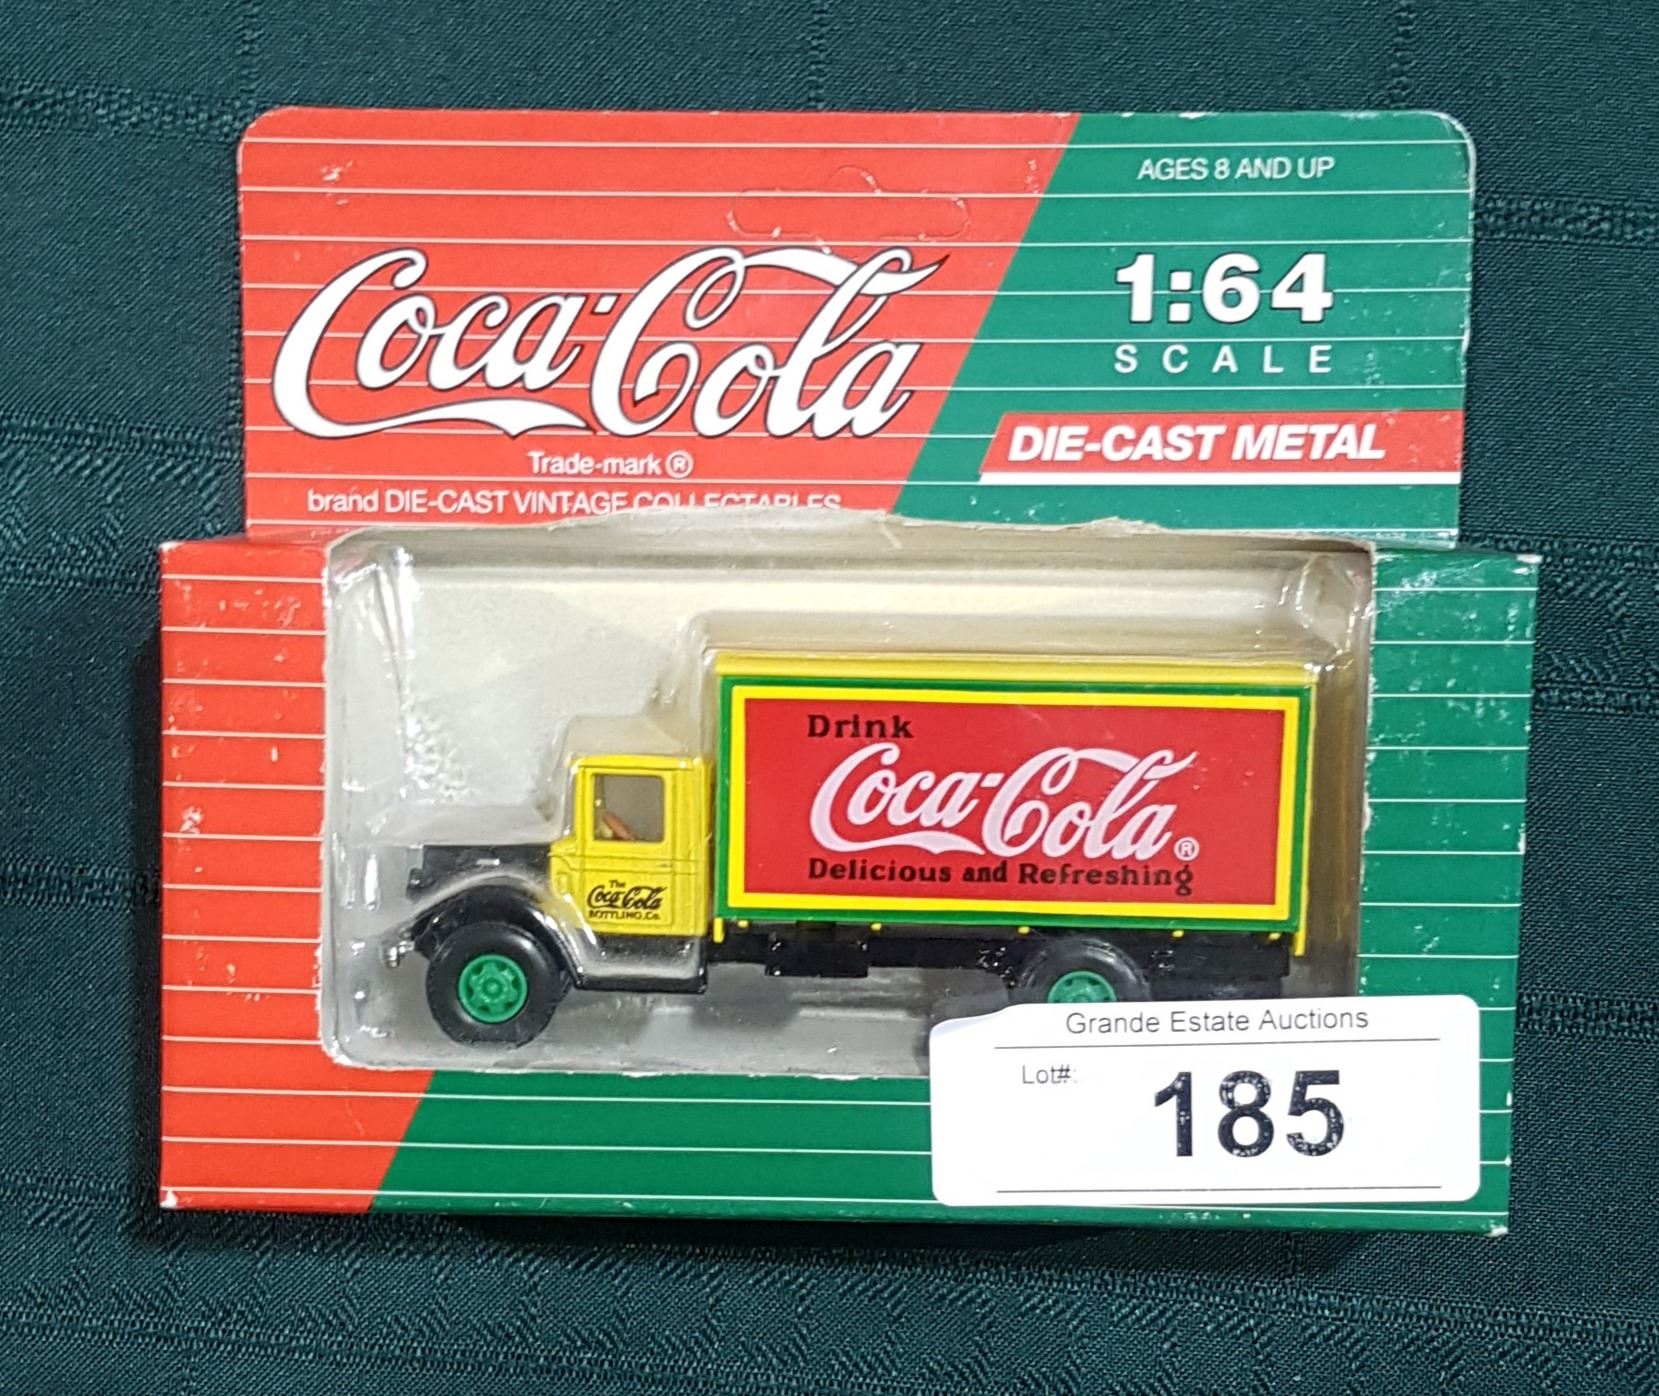 AGES 8 AND UP
Coca-Cola
1:64
SCALE
Trade-mark ®
DIE-CAST METAL
brand DIE-CAST VINTAGE COLLECTABLES
Drink
Coca-Cola ®
Delicious and Refreshing
The
Coca-Cola
BOTTLING Co.
Grande Estate Auctions
Lot#:
185